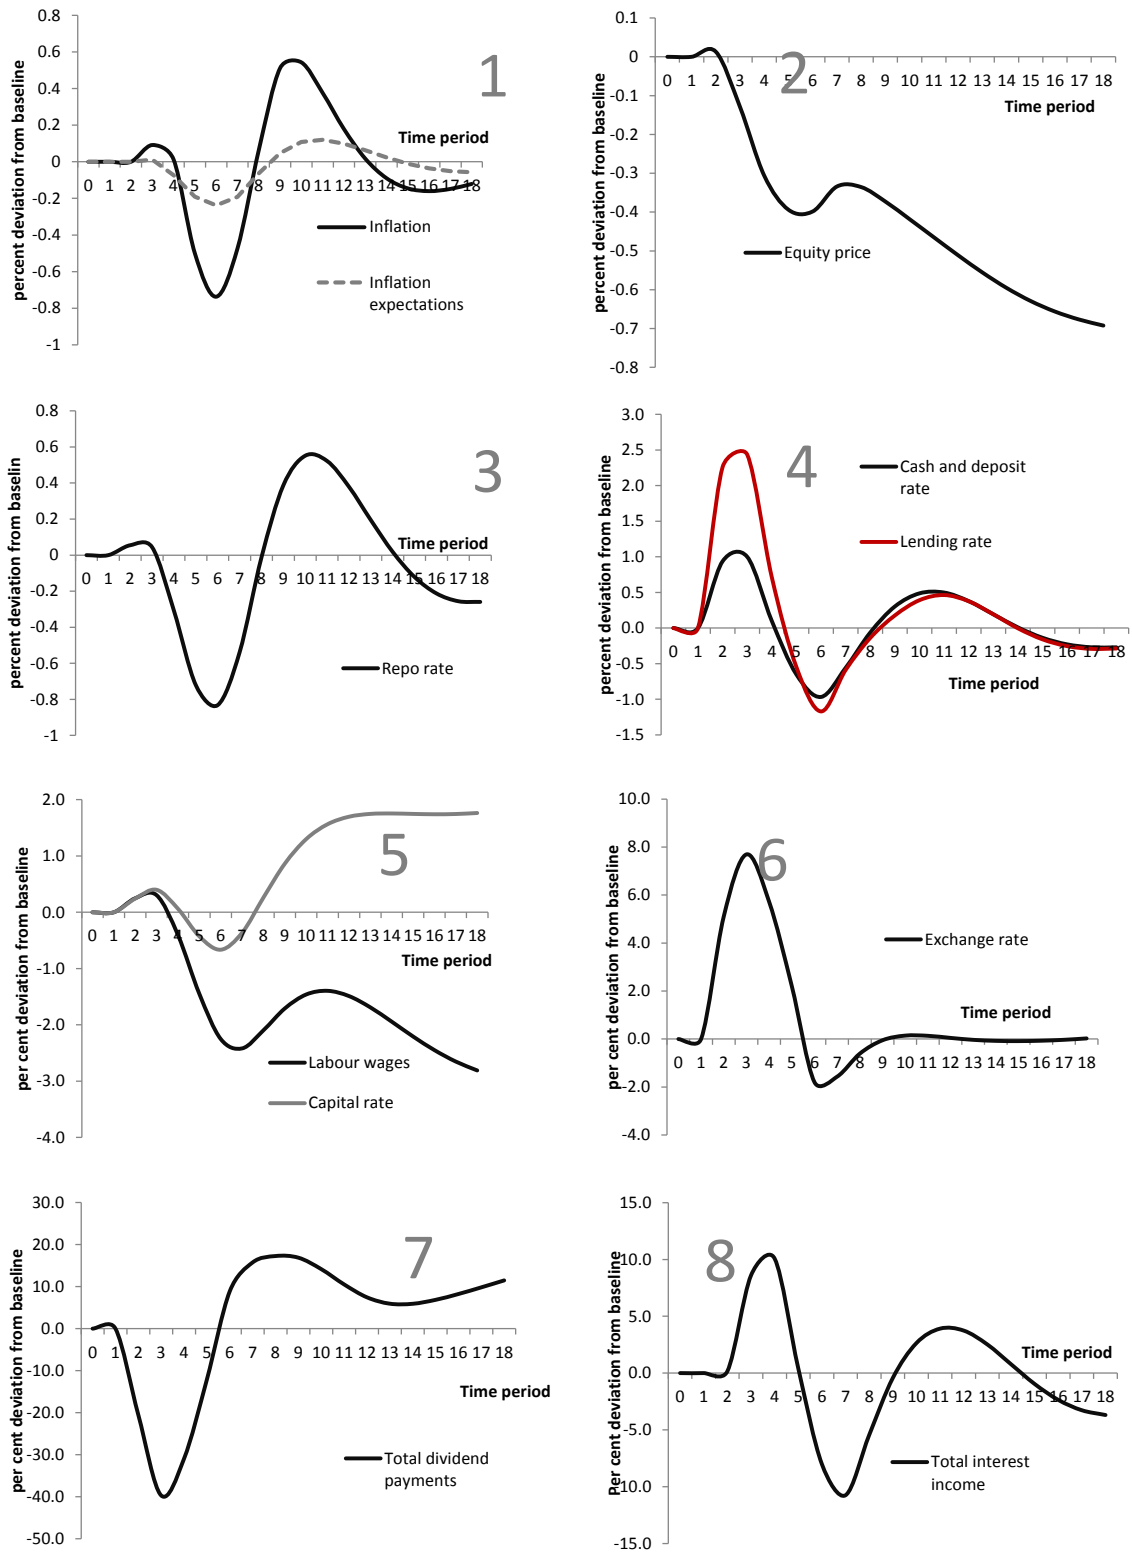 percent deviation from baseline
0.8
0.6
0.4
0.2
0
-0.2
-0.4
-0.6
-0.8
-1
0 1 2 3 4 5 6 7 8 9 10 11 12 13 14 15 16 17 18
1
Time period
Inflation
Inflation
expectations
percent deviation from baseline
0.1
0
-0.1
-0.2
-0.3
-0.4
-0.5
-0.6
-0.7
-0.8
0 1 2 3 4 5 6 7 8 9 10 11 12 13 14 15 16 17 18
2
Time period
Equity price
percent deviation from baselin
0.8
0.6
0.4
0.2
0
-0.2
-0.4
-0.6
-0.8
-1
0 1 2 3 4 5 6 7 8 9 10 11 12 13 14 15 16 17 18
3
Time period
Repo rate
percent deviation from baseline
3.0
2.5
2.0
1.5
1.0
0.5
0.0
-0.5
-1.0
-1.5
0 1 2 3 4 5 6 7 8 9 10 11 12 13 14 15 16 17 18
4
Cash and deposit
rate
Lending rate
Time period
per cent deviation from baseline
2.0
1.0
0.0
-1.0
-2.0
-3.0
-4.0
0 1 2 3 4 5 6 7 8 9 10 11 12 13 14 15 16 17 18
5
Time period
Labour wages
Capital rate
per cent deviation from baseline
10.0
8.0
6.0
4.0
2.0
0.0
-2.0
-4.0
0 1 2 3 4 5 6 7 8 9 10 11 12 13 14 15 16 17 18
6
Exchange rate
Time period
per cent deviation from baseline
30.0
20.0
10.0
0.0
-10.0
-20.0
-30.0
-40.0
-50.0
0 1 2 3 4 5 6 7 8 9 10 11 12 13 14 15 16 17 18
7
Time period
Total dividend
payments
Per cent deviation from baseline
15.0
10.0
5.0
0.0
-5.0
-10.0
-15.0
0 1 2 3 4 5 6 7 8 9 10 11 12 13 14 15 16 17 18
8
Time period
Total interest
income